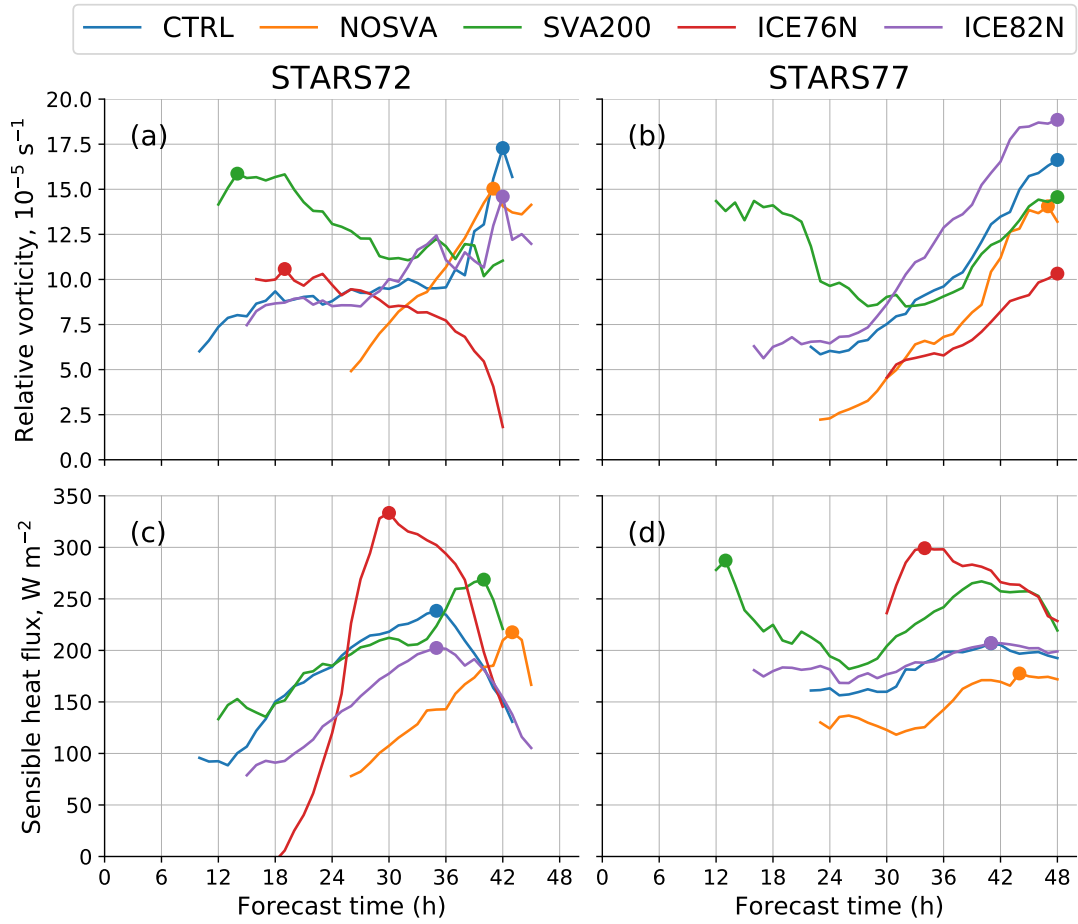 CTRL NOSVA SVA200 ICE76N ICE82N
STARS72 STARS77
(a) (b)
Relative vorticity, 10⁻⁵ s⁻¹
20.0
17.5
15.0
12.5
10.0
7.5
5.0
2.5
0.0
(c) (d)
Sensible heat flux, W m⁻²
350
300
250
200
150
100
50
0
0 6 12 18 24 30 36 42 48 0 6 12 18 24 30 36 42 48
Forecast time (h) Forecast time (h)